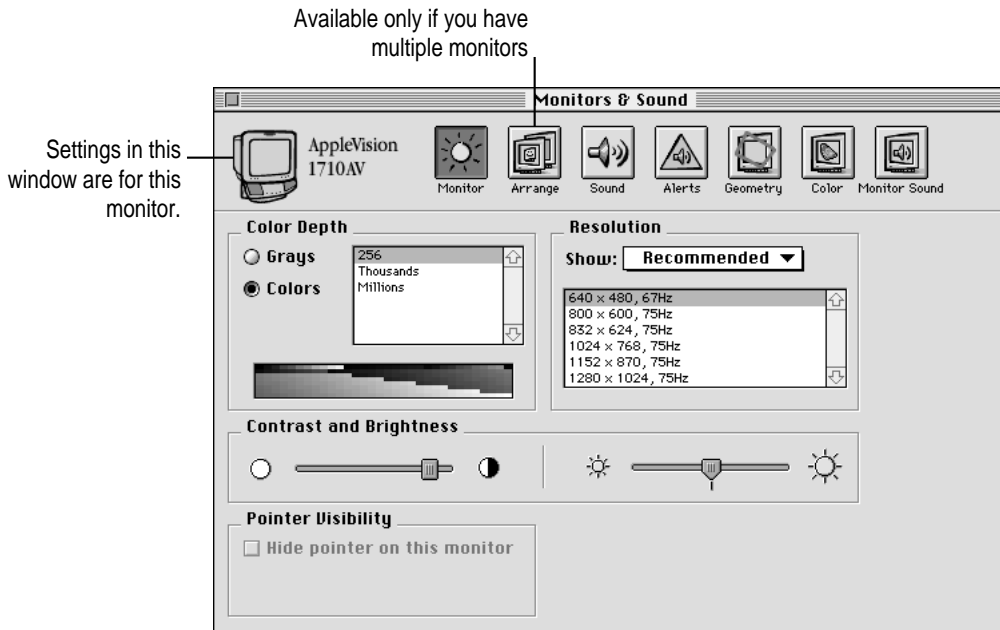 Available only if you have
multiple monitors
Monitors & Sound
Settings in this
window are for this
monitor.
AppleVision
1710AV
Monitor
Arrange
Sound
Alerts
Geometry
Color
Monitor Sound
Color Depth
Grays
Colors
256
Thousands
Millions
Resolution
Show: Recommended
640 x 480, 67Hz
800 x 600, 75Hz
832 x 624, 75Hz
1024 x 768, 75Hz
1152 x 870, 75Hz
1280 x 1024, 75Hz
Contrast and Brightness
Pointer Visibility
Hide pointer on this monitor